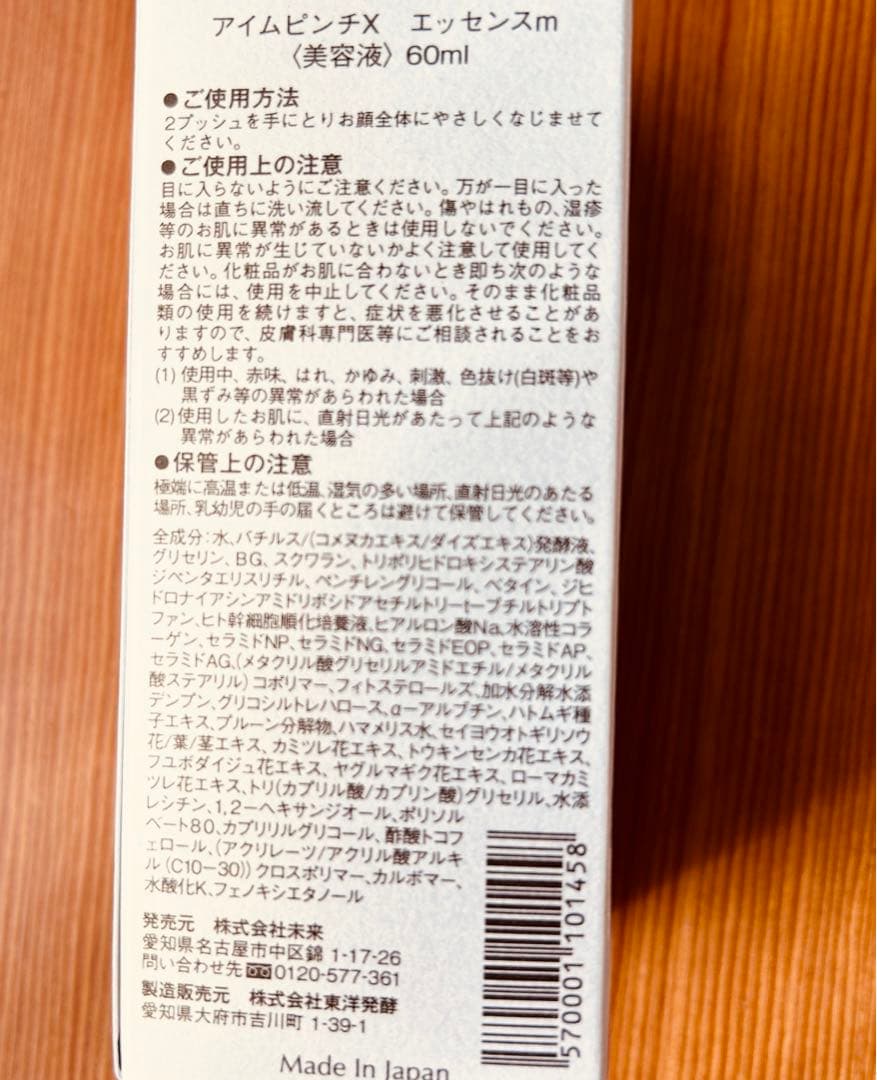 アイムピンチX　エッセンスm
〈美容液〉60ml
●ご使用方法
2プッシュを手にとりお顔全体にやさしくなじませて
ください。
●ご使用上の注意
目に入らないようにご注意ください。万が一目に入った
場合は直ちに洗い流してください。傷やはれもの、湿疹
等のお肌に異常があるときは使用しないでください。
お肌に異常が生じていないかよく注意して使用してく
ださい。化粧品がお肌に合わないとき即ち次のような
場合には、使用を中止してください。そのまま化粧品
類の使用を続けますと、症状を悪化させることがあ
りますので、皮膚科専門医等にご相談されることをお
すすめします。
(1) 使用中、赤味、はれ、かゆみ、刺激、色抜け(白斑等)や
黒ずみ等の異常があらわれた場合
(2)使用したお肌に、直射日光があたって上記のような
異常があらわれた場合
●保管上の注意
極端に高温または低温、湿気の多い場所、直射日光のあたる
場所、乳幼児の手の届くところは避けて保管してください。
全成分：水、バチルス/(コメヌカエキス/ダイズエキス)発酵液、
グリセリン、BG、スクワラン、トリポリヒドロキシステアリン酸
ジペンタエリスリチル、ペンチレングリコール、ベタイン、ジヒ
ドロナイアシンアミドリボシドアセチルトリーtーブチルトリプト
ファン、ヒト幹細胞順化培養液、ヒアルロン酸Na、水溶性コラ
ーゲン、セラミドNP、セラミドNG、セラミドEOP、セラミドAP、
セラミドAG、(メタクリル酸グリセリルアミドエチル/メタクリル
酸ステアリル)コポリマー、フィトステロールズ、加水分解水添
デンプン、グリコシルトレハロース、α－アルブチン、ハトムギ種
子エキス、プルーン分解物、ハマメリス水、セイヨウオトギリソウ
花/葉/茎エキス、カミツレ花エキス、トウキンセンカ花エキス、
フユボダイジュ花エキス、ヤグルマギク花エキス、ローマカミ
ツレ花エキス、トリ(カプリル酸/カプリン酸)グリセリル、水添
レシチン、1,2－ヘキサンジオール、ポリソル
ベート80、カプリリルグリコール、酢酸トコフ
ェロール、(アクリレーツ/アクリル酸アルキ
ル(C10－30))クロスポリマー、カルボマー、
水酸化K、フェノキシエタノール
発売元　株式会社未来
愛知県名古屋市中区錦 1-17-26
問い合わせ先 0120-577-361
製造販売元　株式会社東洋発酵
愛知県大府市吉川町 1-39-1
Made In Japan
570001 101458